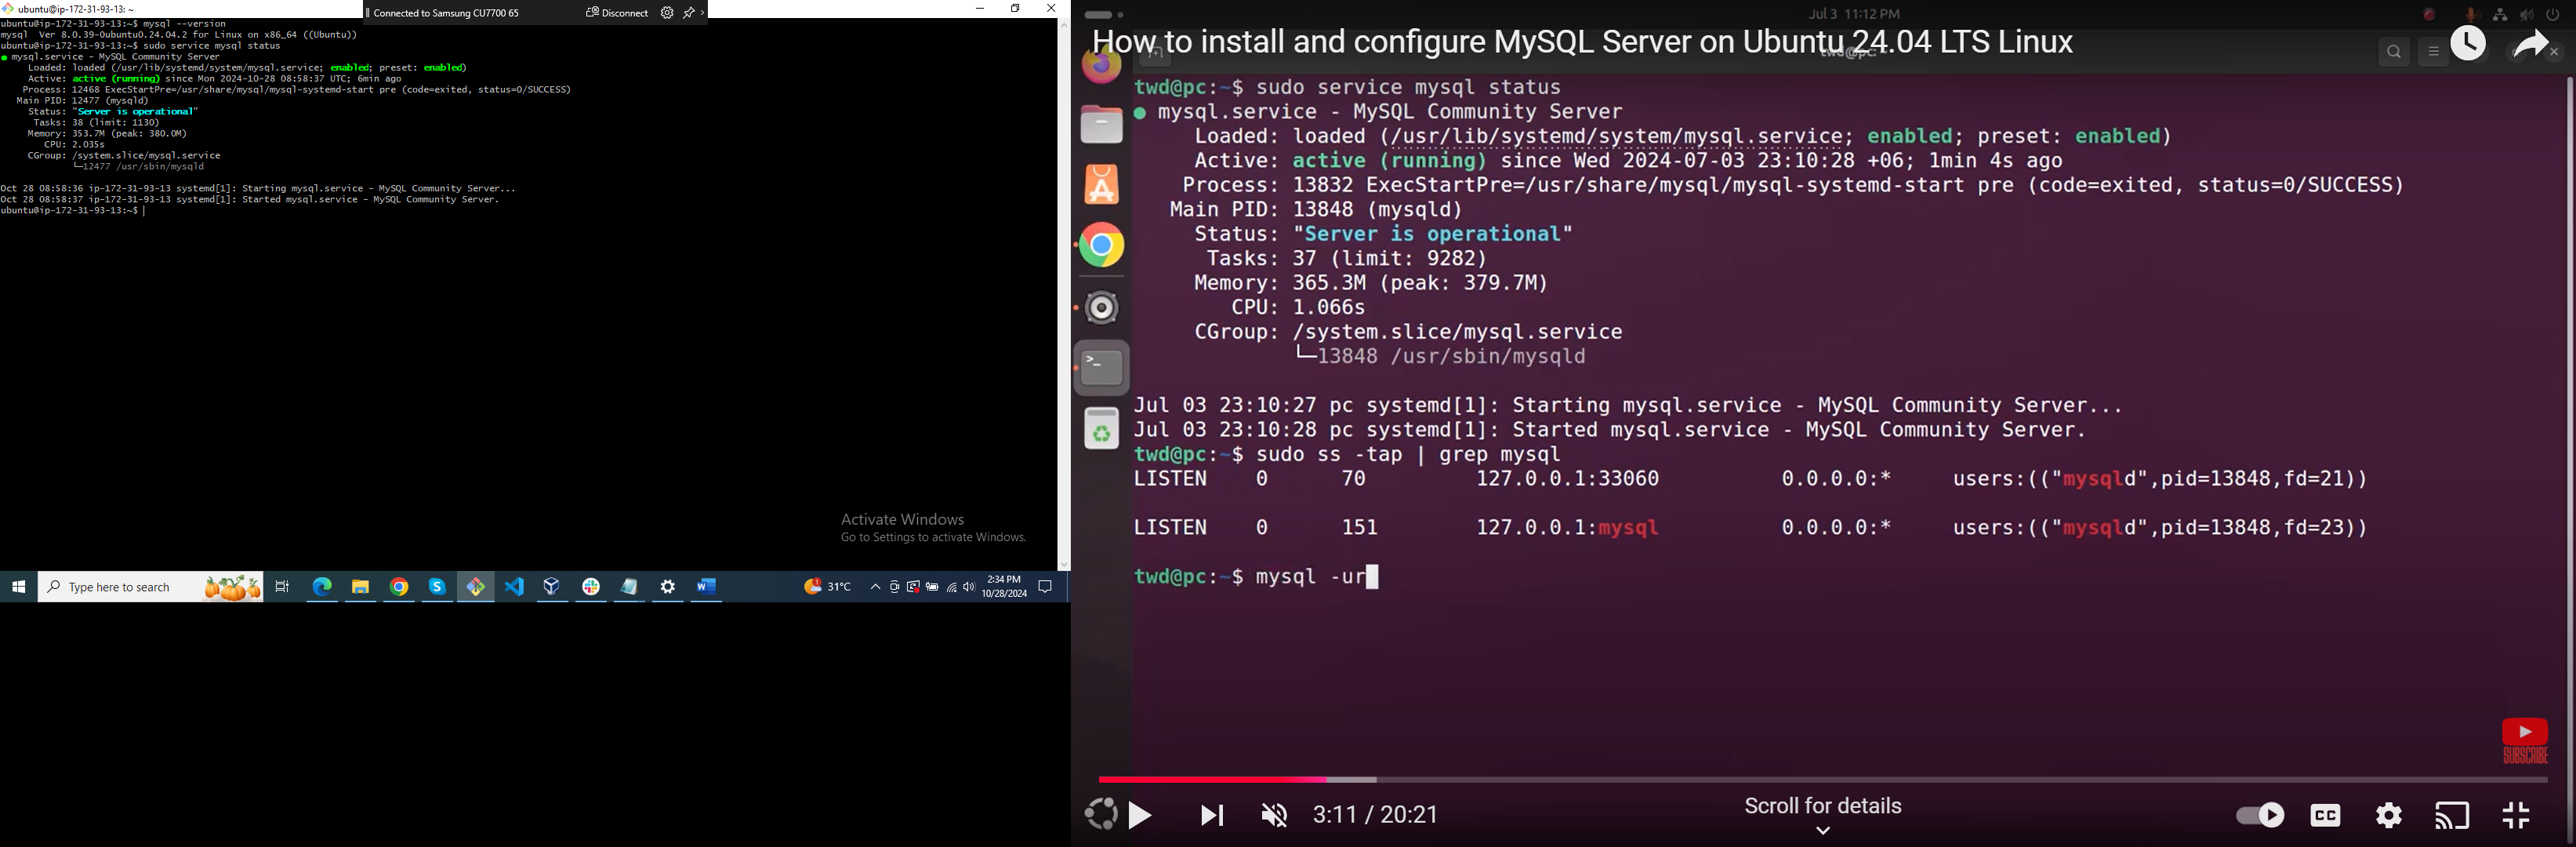 ubuntu@ip-172-31-93-13: ~
Connected to Samsung CU7700 65
Disconnect
ubuntu@ip-172-31-93-13:~$ mysql --version
mysql  Ver 8.0.39-0ubuntu0.24.04.2 for Linux on x86_64 ((Ubuntu))
ubuntu@ip-172-31-93-13:~$ sudo service mysql status
● mysql.service - MySQL Community Server
Loaded: loaded (/usr/lib/systemd/system/mysql.service; enabled; preset: enabled)
Active: active (running) since Mon 2024-10-28 08:58:37 UTC; 6min ago
Process: 12468 ExecStartPre=/usr/share/mysql/mysql-systemd-start pre (code=exited, status=0/SUCCESS)
Main PID: 12477 (mysqld)
Status: "Server is operational"
Tasks: 38 (limit: 1130)
Memory: 353.7M (peak: 380.0M)
CPU: 2.035s
CGroup: /system.slice/mysql.service
└─12477 /usr/sbin/mysqld
Oct 28 08:58:36 ip-172-31-93-13 systemd[1]: Starting mysql.service - MySQL Community Server...
Oct 28 08:58:37 ip-172-31-93-13 systemd[1]: Started mysql.service - MySQL Community Server.
ubuntu@ip-172-31-93-13:~$
Activate Windows
Go to Settings to activate Windows.
Type here to search
1
31°C
2:34 PM
10/28/2024
Jul 3 11:12 PM
How to install and configure MySQL Server on Ubuntu 24.04 LTS Linux
twd@pc: ~
twd@pc:~$ sudo service mysql status
● mysql.service - MySQL Community Server
Loaded: loaded (/usr/lib/systemd/system/mysql.service; enabled; preset: enabled)
Active: active (running) since Wed 2024-07-03 23:10:28 +06; 1min 4s ago
Process: 13832 ExecStartPre=/usr/share/mysql/mysql-systemd-start pre (code=exited, status=0/SUCCESS)
Main PID: 13848 (mysqld)
Status: "Server is operational"
Tasks: 37 (limit: 9282)
Memory: 365.3M (peak: 379.7M)
CPU: 1.066s
CGroup: /system.slice/mysql.service
└─13848 /usr/sbin/mysqld
Jul 03 23:10:27 pc systemd[1]: Starting mysql.service - MySQL Community Server...
Jul 03 23:10:28 pc systemd[1]: Started mysql.service - MySQL Community Server.
twd@pc:~$ sudo ss -tap | grep mysql
LISTEN 0 70 127.0.0.1:33060 0.0.0.0:* users:(("mysqld",pid=13848,fd=21))
LISTEN 0 151 127.0.0.1:mysql 0.0.0.0:* users:(("mysqld",pid=13848,fd=23))
twd@pc:~$ mysql -ur
SUBSCRIBE
3:11 / 20:21
Scroll for details
CC